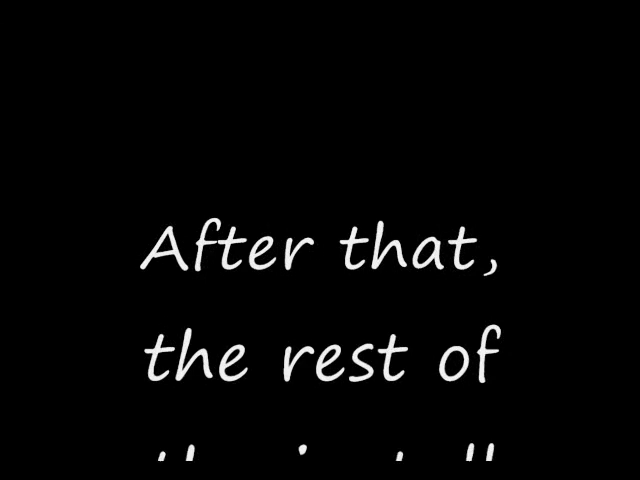 After that,
the rest of